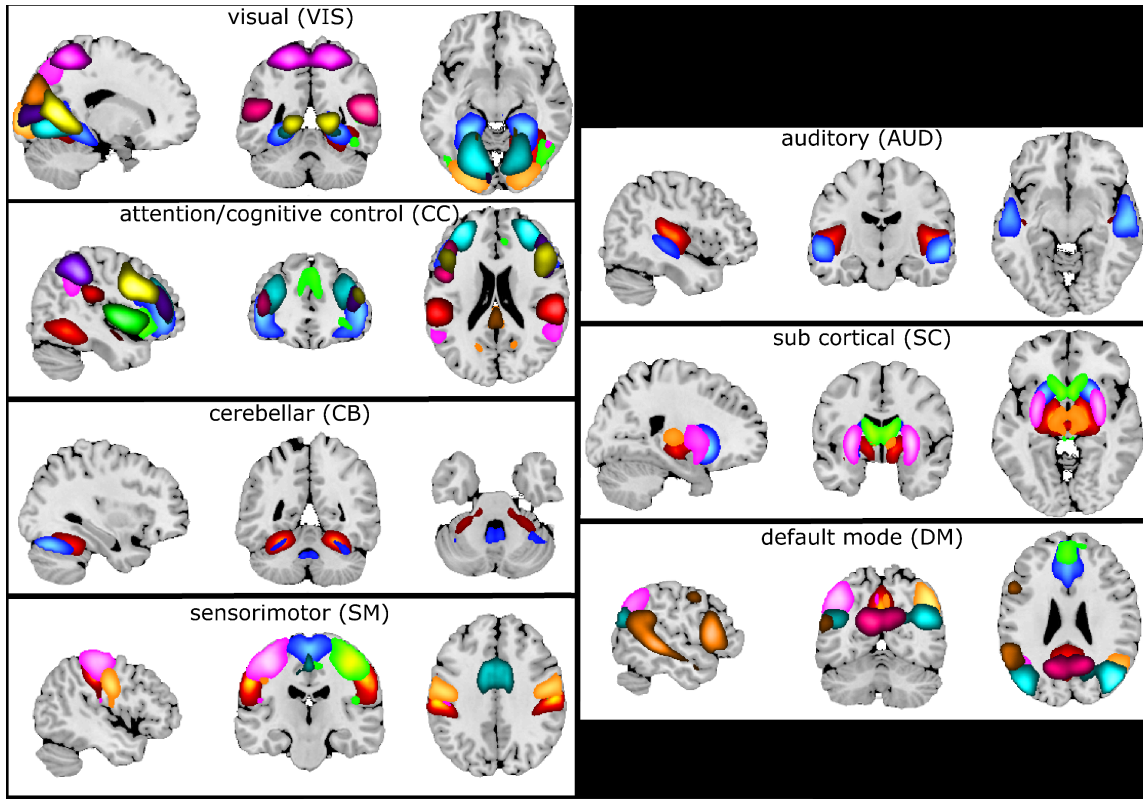 visual (VIS)
attention/cognitive control (CC)
cerebellar (CB)
sensorimotor (SM)
auditory (AUD)
sub cortical (SC)
default mode (DM)